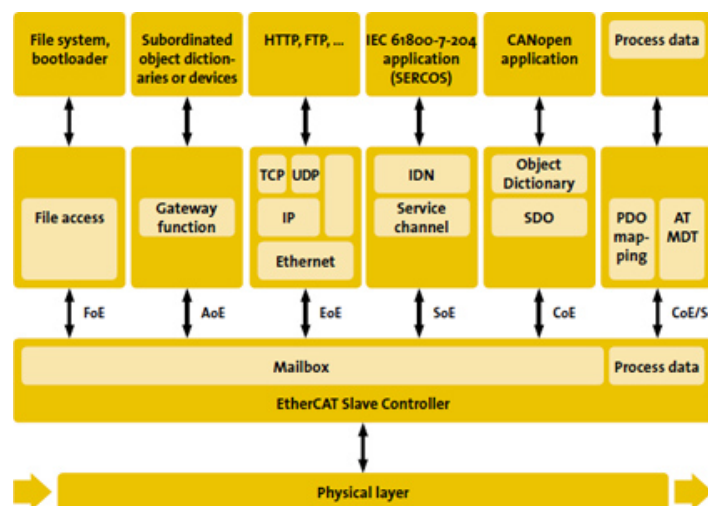 File system,
bootloader
Subordinated
object diction-
aries or devices
HTTP, FTP, ...
IEC 61800-7-204
application
(SERCOS)
CANopen
application
Process data
File access
Gateway
function
TCP
UDP
IP
Ethernet
IDN
Service
channel
Object
Dictionary
SDO
PDO
map-
ping
AT
MDT
FoE
AoE
EoE
SoE
CoE
CoE/S
Mailbox
Process data
EtherCAT Slave Controller
Physical layer